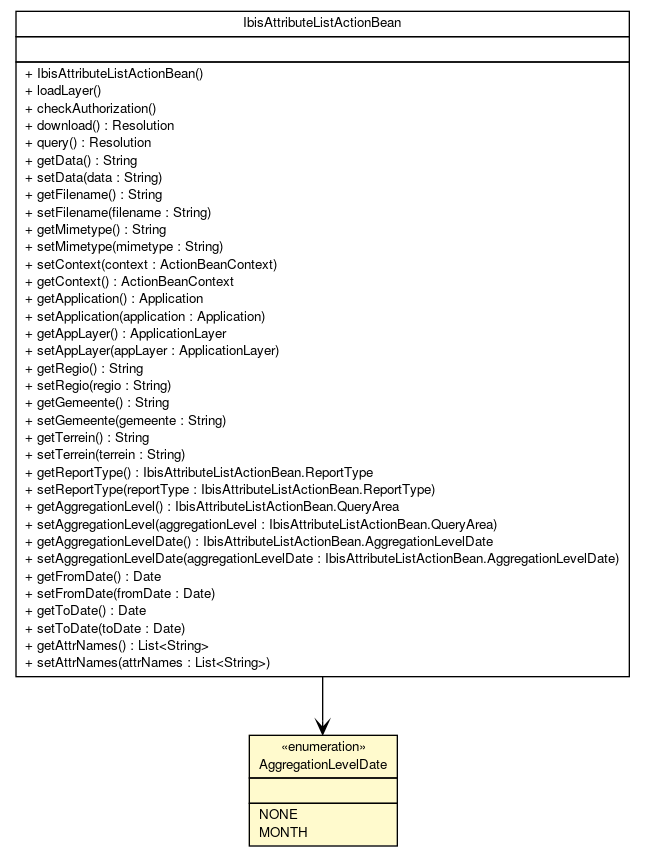 IbisAttributeListActionBean
+ IbisAttributeListActionBean()
+ loadLayer()
+ checkAuthorization()
+ download() : Resolution
+ query() : Resolution
+ getData() : String
+ setData(data : String)
+ getFilename() : String
+ setFilename(filename : String)
+ getMimetype() : String
+ setMimetype(mimetype : String)
+ setContext(context : ActionBeanContext)
+ getContext() : ActionBeanContext
+ getApplication() : Application
+ setApplication(application : Application)
+ getAppLayer() : ApplicationLayer
+ setAppLayer(appLayer : ApplicationLayer)
+ getRegio() : String
+ setRegio(regio : String)
+ getGemeente() : String
+ setGemeente(gemeente : String)
+ getTerrein() : String
+ setTerrein(terrein : String)
+ getReportType() : IbisAttributeListActionBean.ReportType
+ setReportType(reportType : IbisAttributeListActionBean.ReportType)
+ getAggregationLevel() : IbisAttributeListActionBean.QueryArea
+ setAggregationLevel(aggregationLevel : IbisAttributeListActionBean.QueryArea)
+ getAggregationLevelDate() : IbisAttributeListActionBean.AggregationLevelDate
+ setAggregationLevelDate(aggregationLevelDate : IbisAttributeListActionBean.AggregationLevelDate)
+ getFromDate() : Date
+ setFromDate(fromDate : Date)
+ getToDate() : Date
+ setToDate(toDate : Date)
+ getAttrNames() : List<String>
+ setAttrNames(attrNames : List<String>)
«enumeration»
AggregationLevelDate
NONE
MONTH